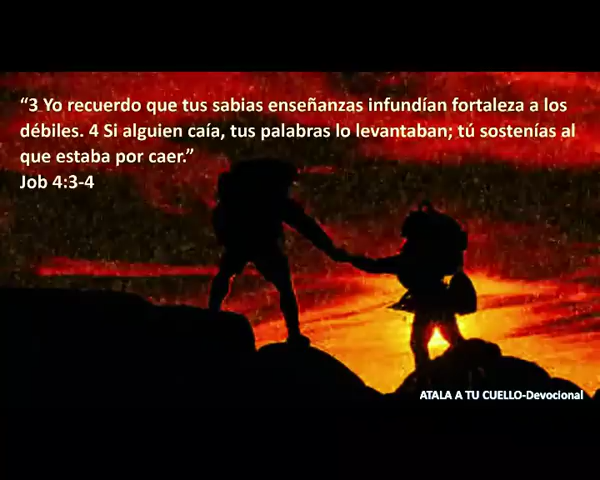 “3 Yo recuerdo que tus sabias enseñanzas infundían fortaleza a los
débiles. 4 Si alguien caía, tus palabras lo levantaban; tú sostenías al
que estaba por caer.”
Job 4:3-4
ATALA A TU CUELLO-Devocional